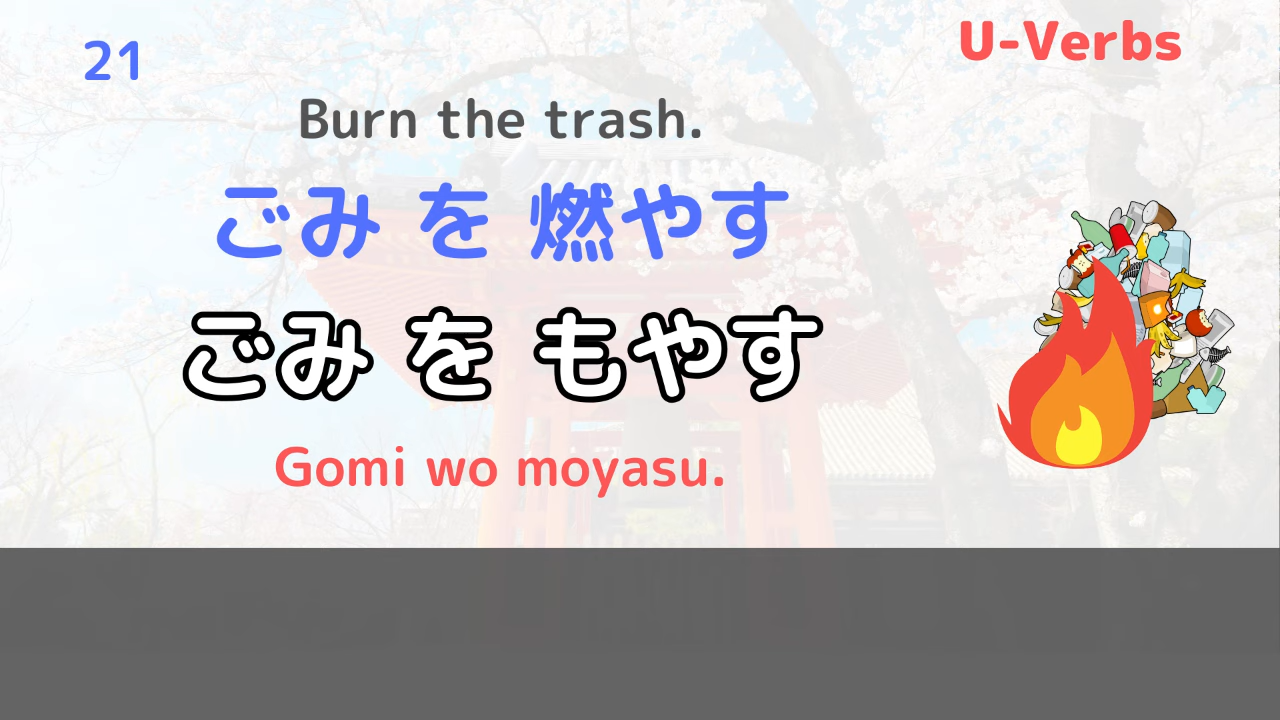 21
U-Verbs
Burn the trash.
ごみ を 燃やす
ごみ を もやす
Gomi wo moyasu.